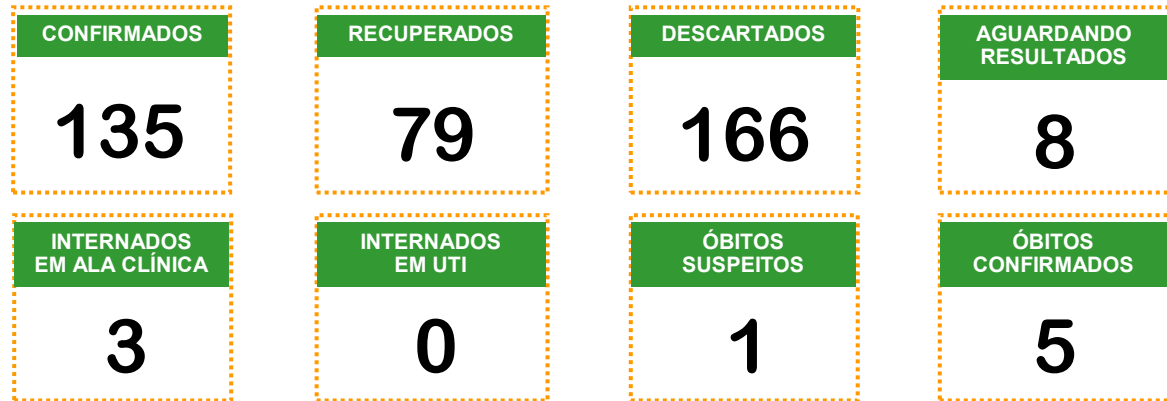 CONFIRMADOS
135
RECUPERADOS
79
DESCARTADOS
166
AGUARDANDO
RESULTADOS
8
INTERNADOS
EM ALA CLÍNICA
3
INTERNADOS
EM UTI
0
ÓBITOS
SUSPEITOS
1
ÓBITOS
CONFIRMADOS
5